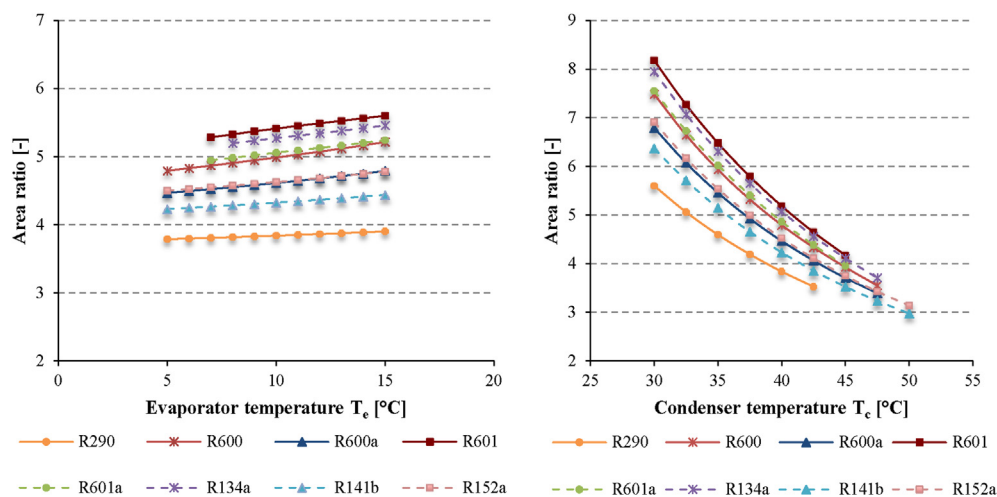 Area ratio [-]
7
6
5
4
3
2
0 5 10 15 20
Evaporator temperature Te [°C]
R290 R600 R600a R601
R601a R134a R141b R152a
Area ratio [-]
9
8
7
6
5
4
3
2
25 30 35 40 45 50 55
Condenser temperature Tc [°C]
R290 R600 R600a R601
R601a R134a R141b R152a